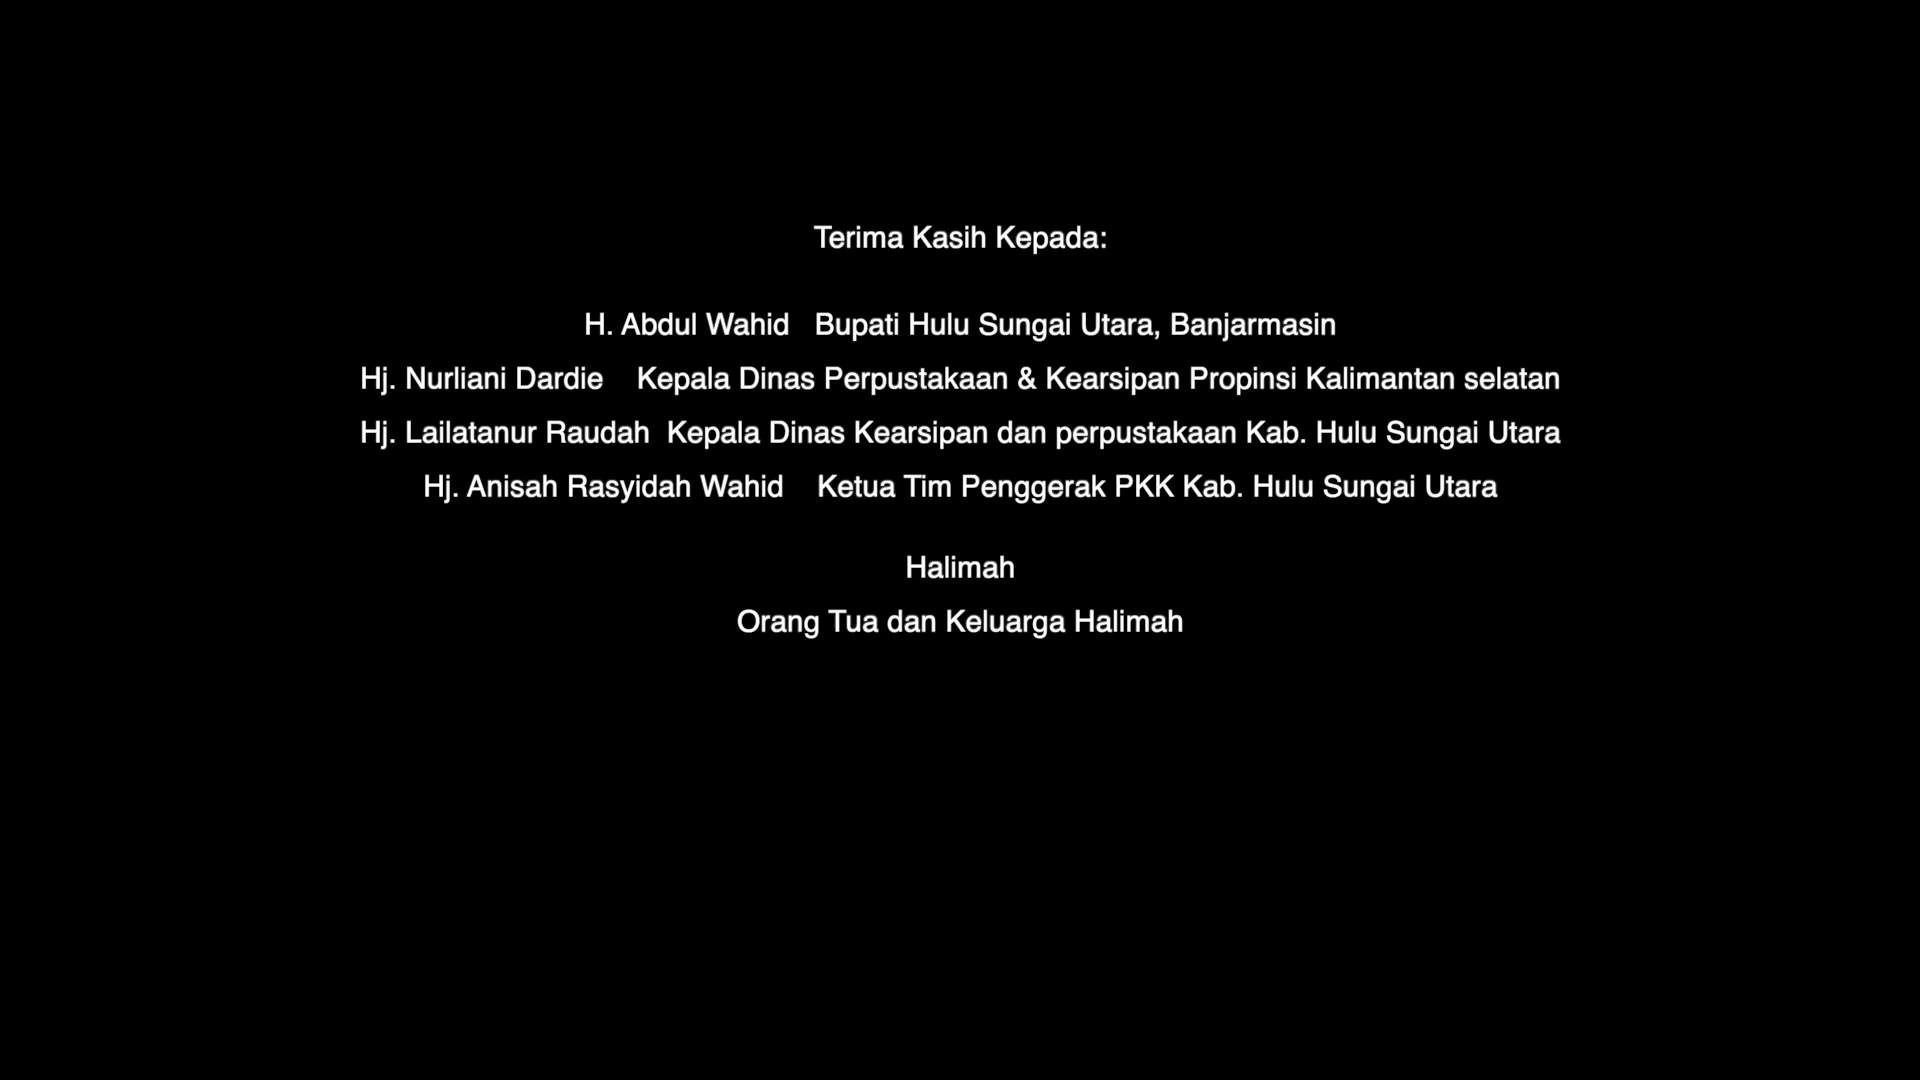 Terima Kasih Kepada:
H. Abdul Wahid Bupati Hulu Sungai Utara, Banjarmasin
Hj. Nurliani Dardie Kepala Dinas Perpustakaan & Kearsipan Propinsi Kalimantan selatan
Hj. Lailatanur Raudah Kepala Dinas Kearsipan dan perpustakaan Kab. Hulu Sungai Utara
Hj. Anisah Rasyidah Wahid Ketua Tim Penggerak PKK Kab. Hulu Sungai Utara
Halimah
Orang Tua dan Keluarga Halimah